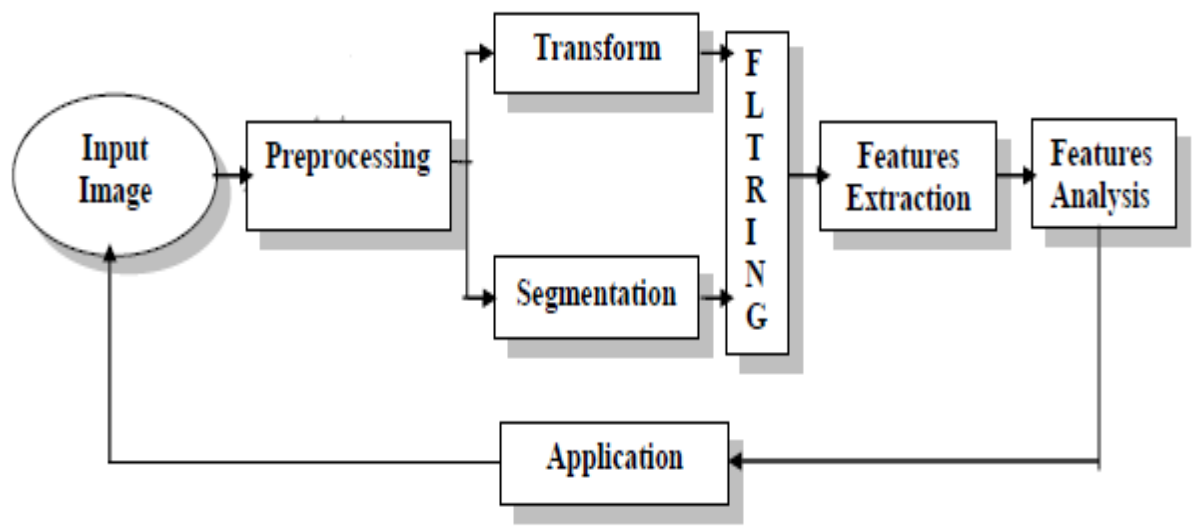 Input
Image
Preprocessing
Transform
Segmentation
F
L
T
R
I
N
G
Features
Extraction
Features
Analysis
Application